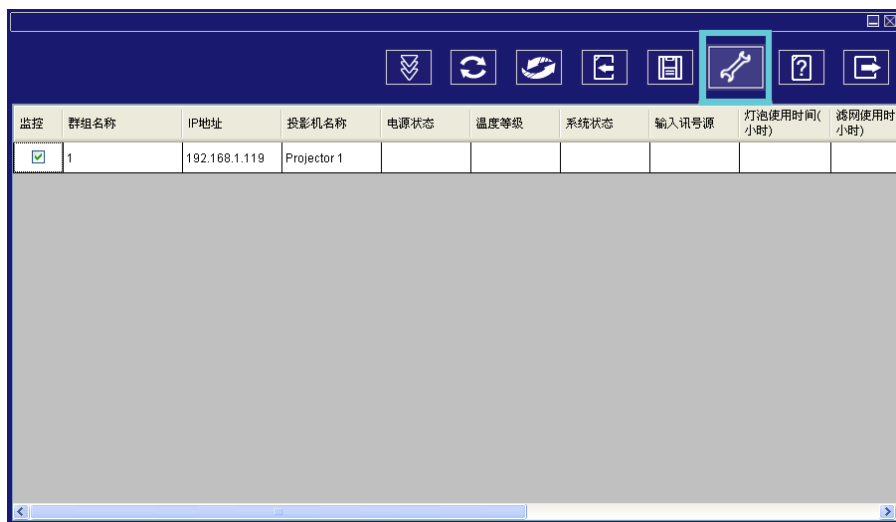 监控 群组名称 IP地址 投影机名称 电源状态 温度等级 系统状态 输入讯号源 灯泡使用时间(小时) 滤网使用时小时)
1 192.168.1.119 Projector 1